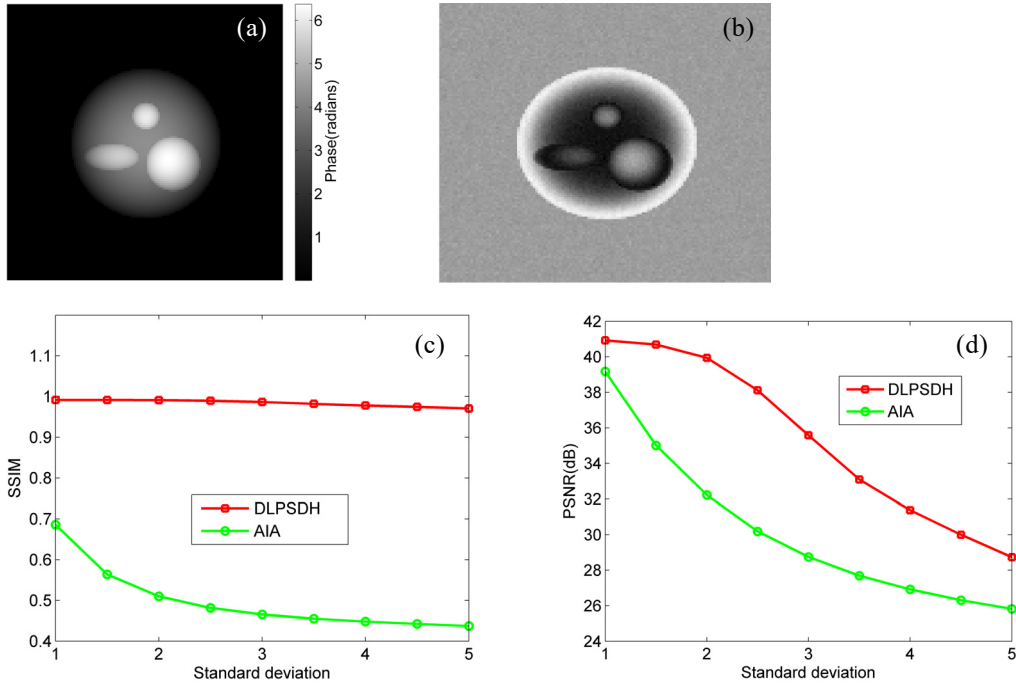 (a)
6
5
4
3
2
1
Phase(radians)
(b)
(c)
1.1
1
0.9
0.8
0.7
0.6
0.5
0.4
SSIM
DLPSDH
AIA
1 2 3 4 5
Standard deviation
(d)
42
40
38
36
34
32
30
28
26
24
PSNR(dB)
DLPSDH
AIA
1 2 3 4 5
Standard deviation